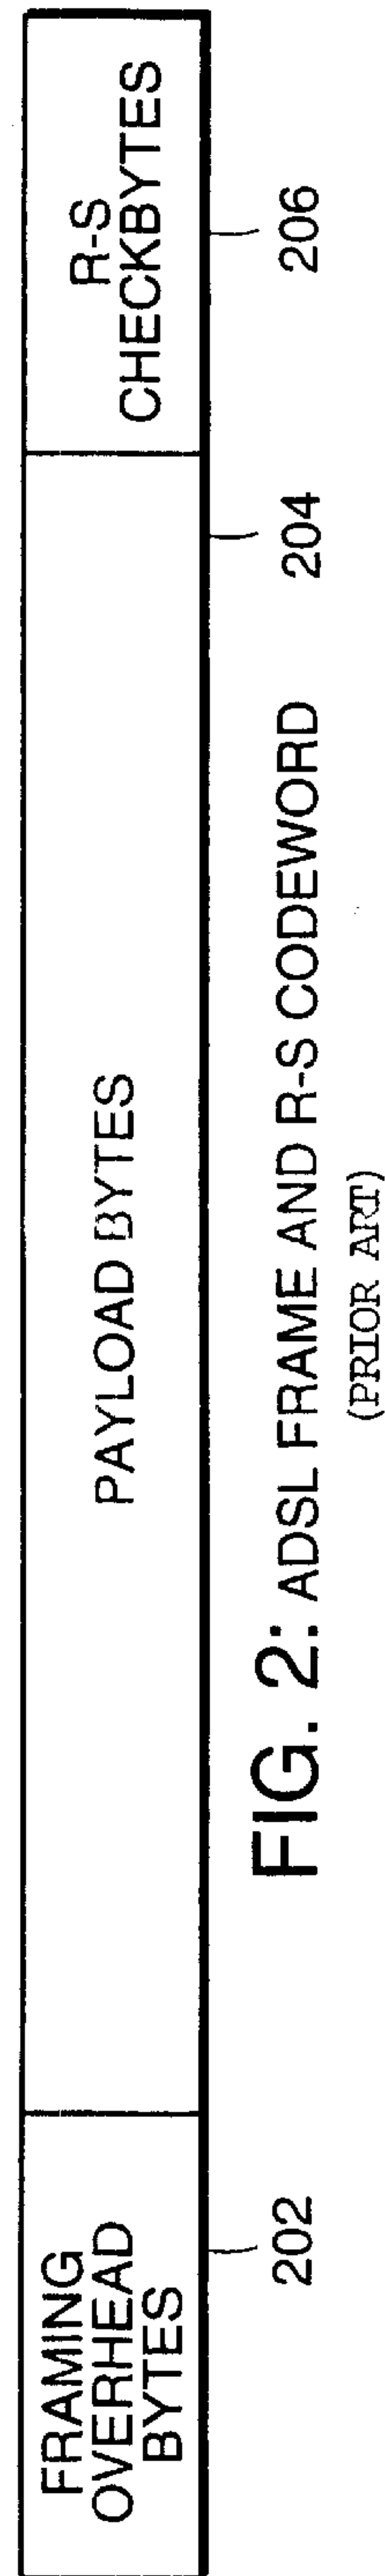 FRAMING
OVERHEAD
BYTES
PAYLOAD BYTES
R-S
CHECKBYTES
202
204
206
FIG. 2: ADSL FRAME AND R-S CODEWORD
(PRIOR ART)